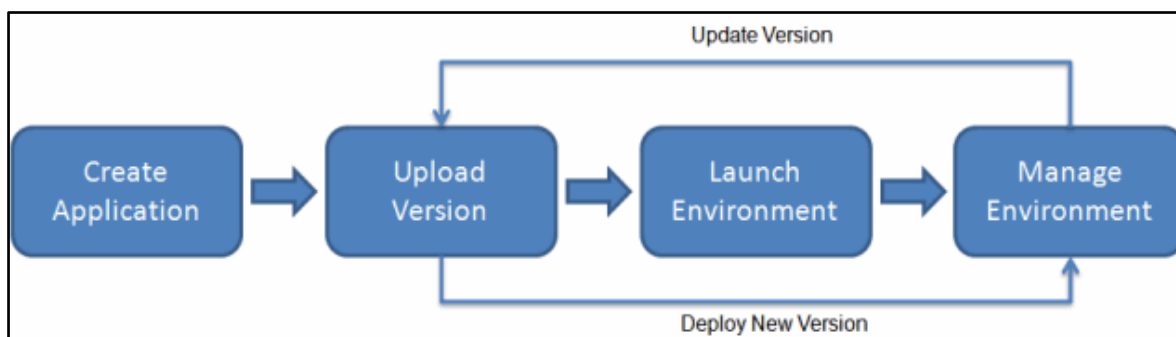 Update Version
Create
Application
Upload
Version
Launch
Environment
Manage
Environment
Deploy New Version